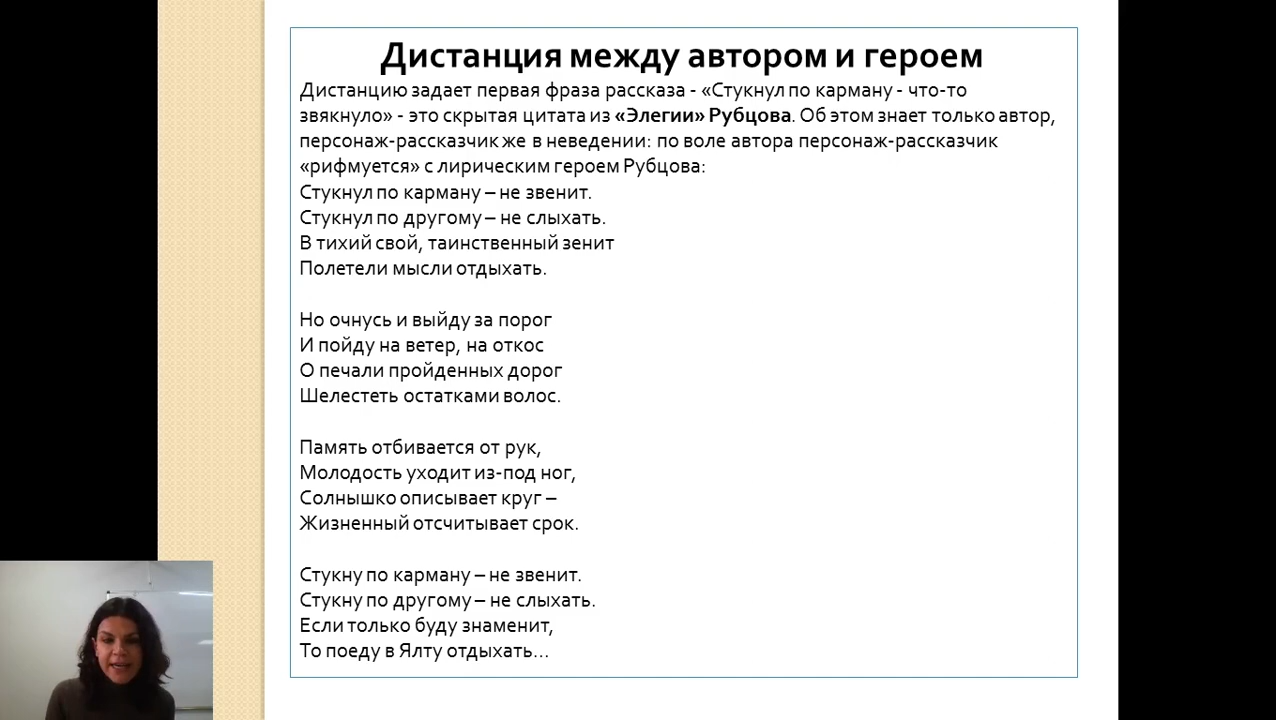 Дистанция между автором и героем
Дистанцию задает первая фраза рассказа - «Стукнул по карману - что-то
звякнуло» - это скрытая цитата из «Элегии» Рубцова. Об этом знает только автор,
персонаж-рассказчик же в неведении: по воле автора персонаж-рассказчик
«рифмуется» с лирическим героем Рубцова:
Стукнул по карману – не звенит.
Стукнул по другому – не слыхать.
В тихий свой, таинственный зенит
Полетели мысли отдыхать.
Но очнусь и выйду за порог
И пойду на ветер, на откос
О печали пройденных дорог
Шелестеть остатками волос.
Память отбивается от рук,
Молодость уходит из-под ног,
Солнышко описывает круг –
Жизненный отсчитывает срок.
Стукну по карману – не звенит.
Стукну по другому – не слыхать.
Если только буду знаменит,
То поеду в Ялту отдыхать...